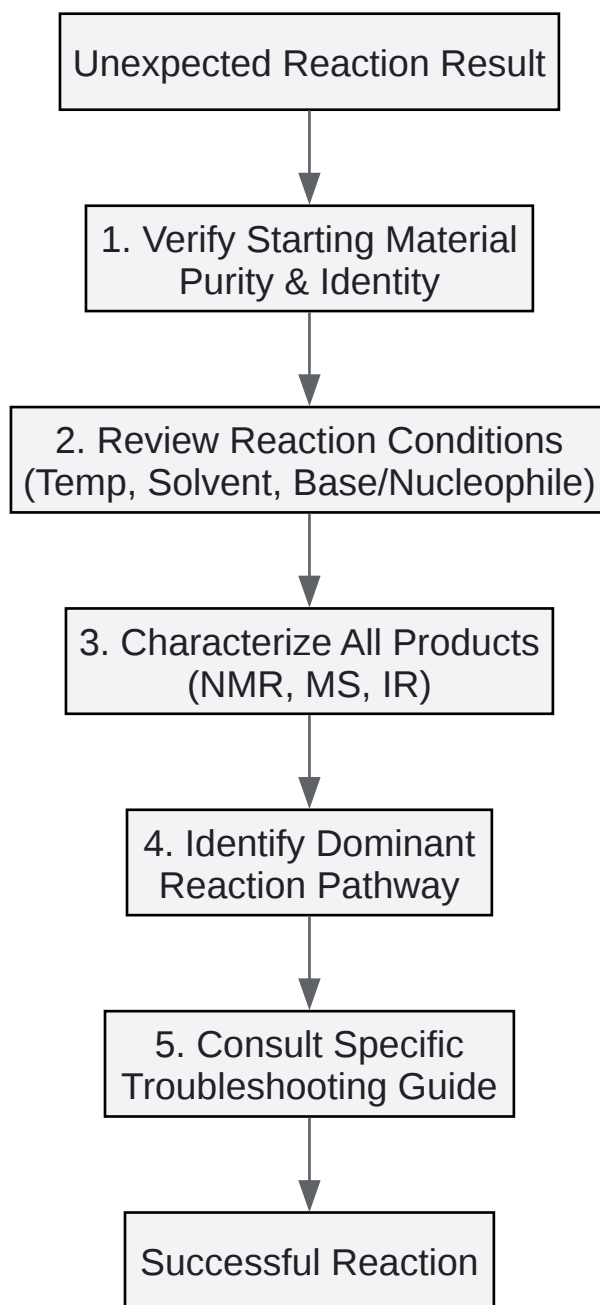 Unexpected Reaction Result
1. Verify Starting Material
Purity & Identity
2. Review Reaction Conditions
(Temp, Solvent, Base/Nucleophile)
3. Characterize All Products
(NMR, MS, IR)
4. Identify Dominant
Reaction Pathway
5. Consult Specific
Troubleshooting Guide
Successful Reaction